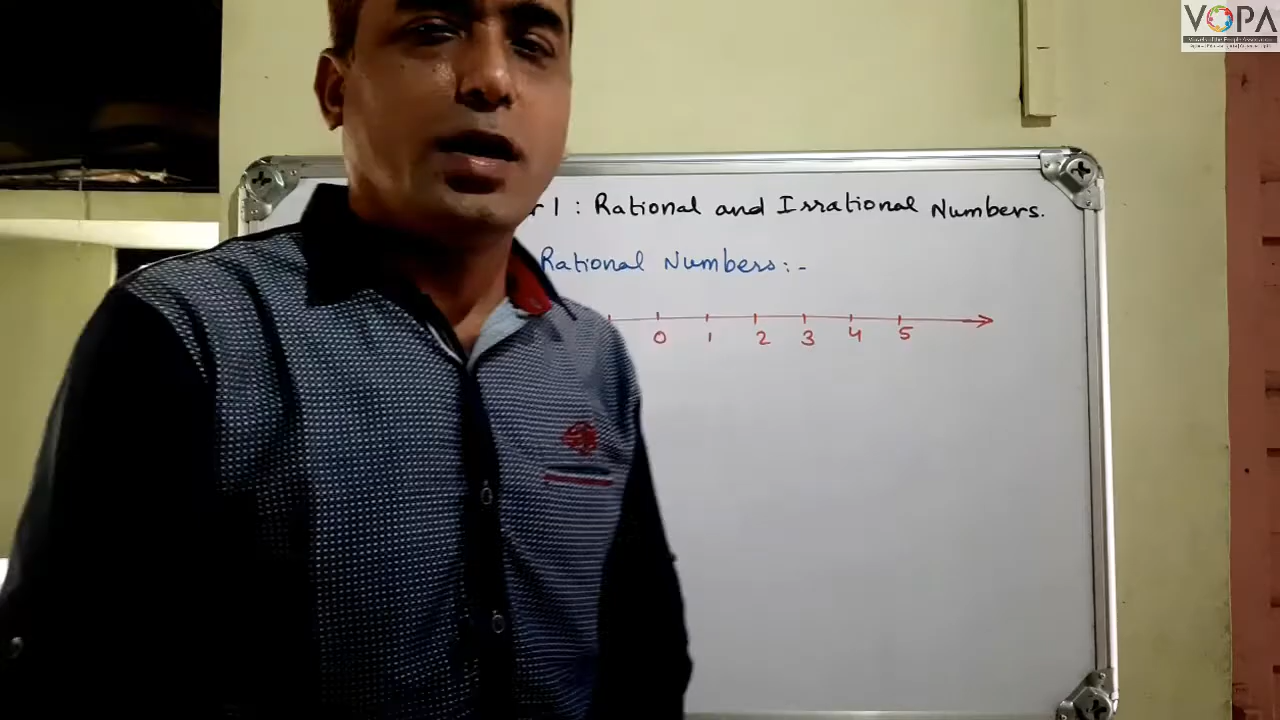 VOPA
r 1 : Rational and Irrational Numbers.
Rational Numbers:-
0 1 2 3 4 5